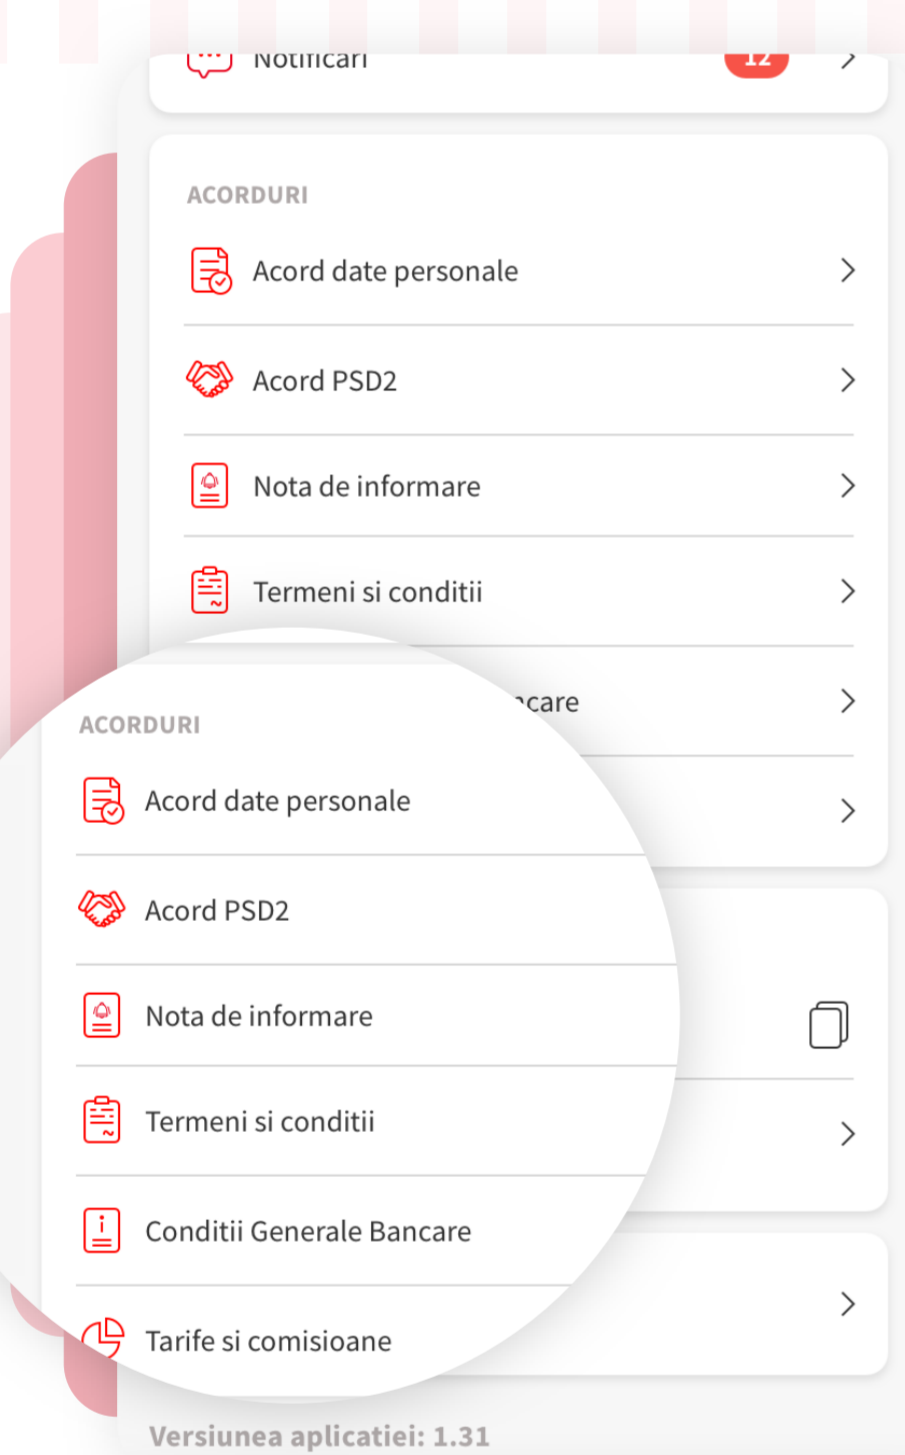 Notificari
12
ACORDURI
Acord date personale
Acord PSD2
Nota de informare
Termeni si conditii
ncare
ACORDURI
Acord date personale
Acord PSD2
Nota de informare
Termeni si conditii
Conditii Generale Bancare
Tarife si comisioane
Versiunea aplicatiei: 1.31